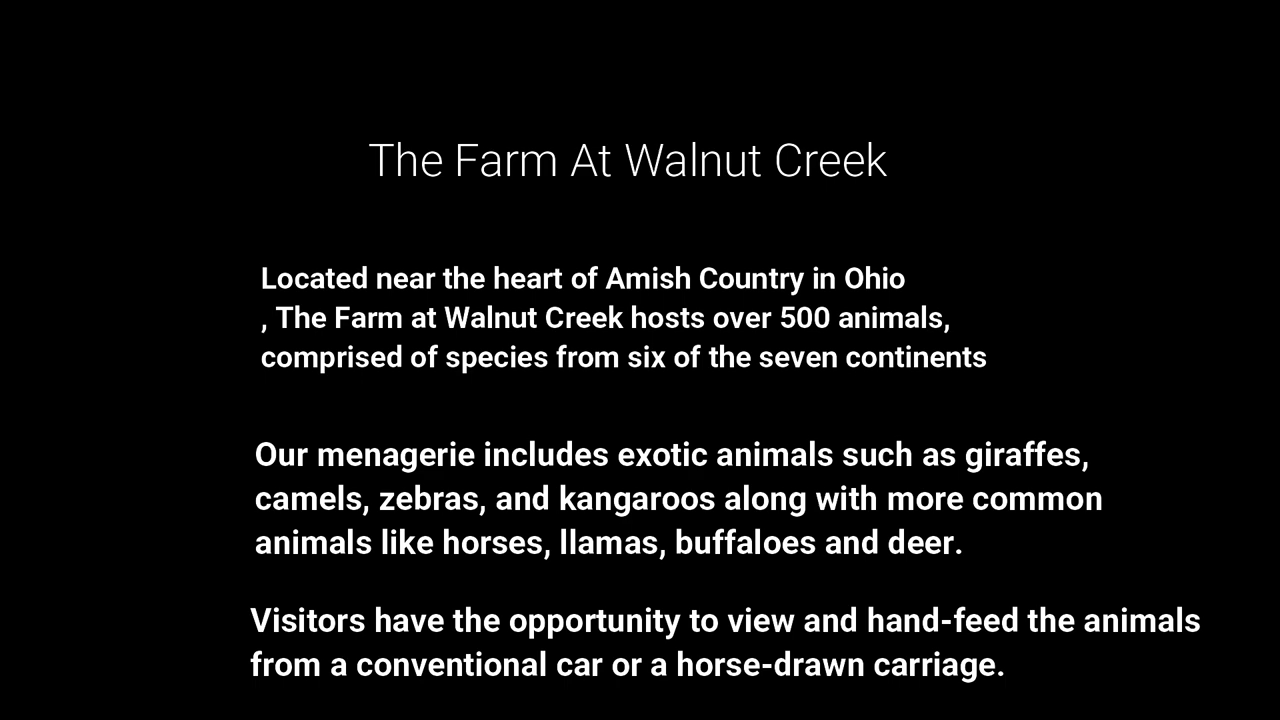 The Farm At Walnut Creek
Located near the heart of Amish Country in Ohio
, The Farm at Walnut Creek hosts over 500 animals,
comprised of species from six of the seven continents
Our menagerie includes exotic animals such as giraffes,
camels, zebras, and kangaroos along with more common
animals like horses, llamas, buffaloes and deer.
Visitors have the opportunity to view and hand-feed the animals
from a conventional car or a horse-drawn carriage.